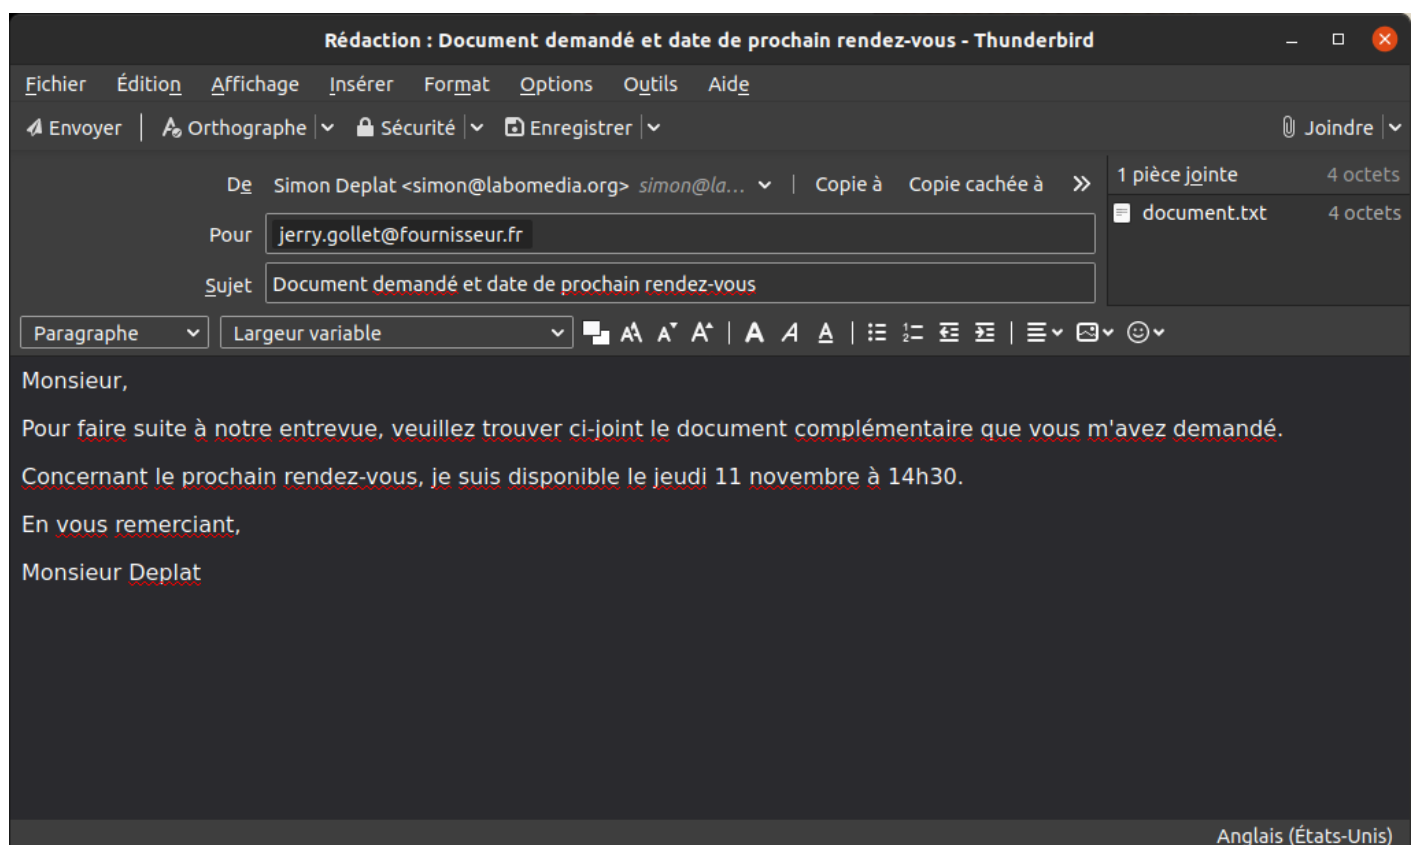 Rédaction : Document demandé et date de prochain rendez-vous - Thunderbird
Fichier Édition Affichage Insérer Format Options Outils Aide
Envoyer Orthographe Sécurité Enregistrer Joindre
De Simon Deplat <simon@labomedia.org> simon@la... Copie à Copie cachée à
1 pièce jointe 4 octets
document.txt 4 octets
Pour jerry.gollet@fournisseur.fr
Sujet Document demandé et date de prochain rendez-vous
Paragraphe Largeur variable
Monsieur,
Pour faire suite à notre entrevue, veuillez trouver ci-joint le document complémentaire que vous m'avez demandé.
Concernant le prochain rendez-vous, je suis disponible le jeudi 11 novembre à 14h30.
En vous remerciant,
Monsieur Deplat
Anglais (États-Unis)